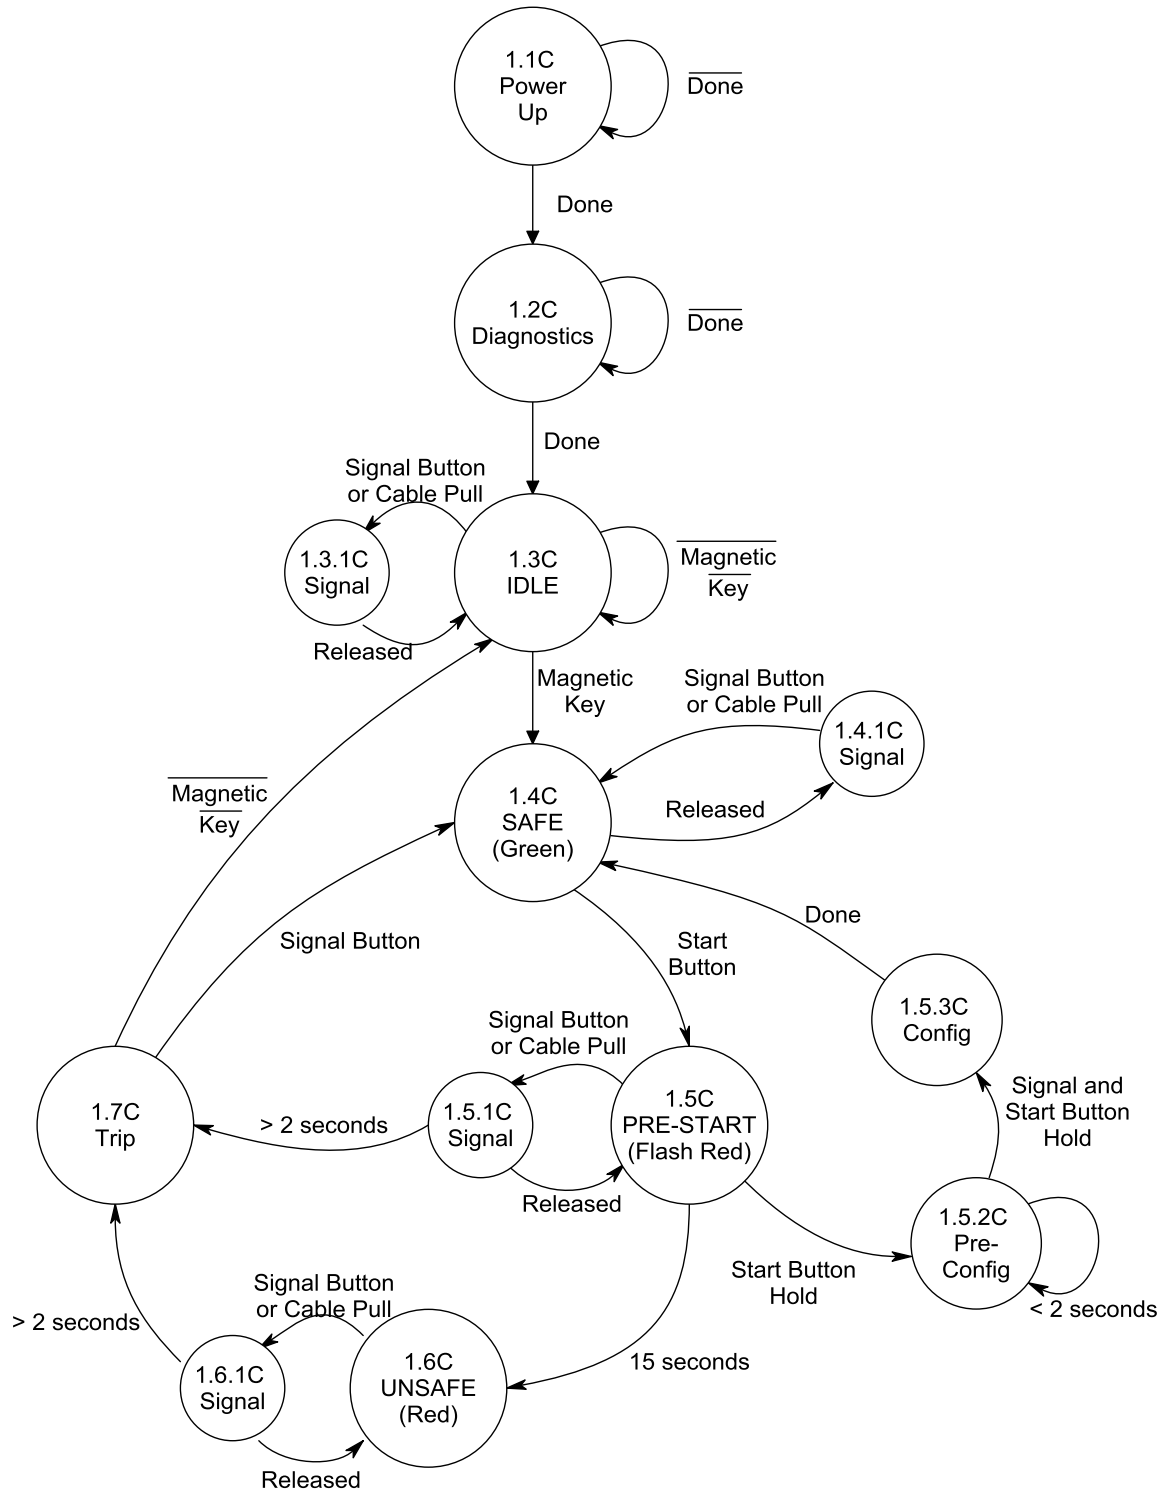 1.1C
Power
Up
Done
Done
1.2C
Diagnostics
Done
Done
Signal Button
or Cable Pull
1.3.1C
Signal
1.3C
IDLE
Magnetic
Key
Released
Magnetic
Key
Signal Button
or Cable Pull
1.4.1C
Signal
Magnetic
Key
1.4C
SAFE
(Green)
Released
Signal Button
Start
Button
Done
1.5.3C
Config
Signal Button
or Cable Pull
1.7C
Trip
> 2 seconds
1.5.1C
Signal
1.5C
PRE-START
(Flash Red)
Signal and
Start Button
Hold
Released
1.5.2C
Pre-
Config
Start Button
Hold
< 2 seconds
Signal Button
or Cable Pull
> 2 seconds
1.6.1C
Signal
1.6C
UNSAFE
(Red)
15 seconds
Released